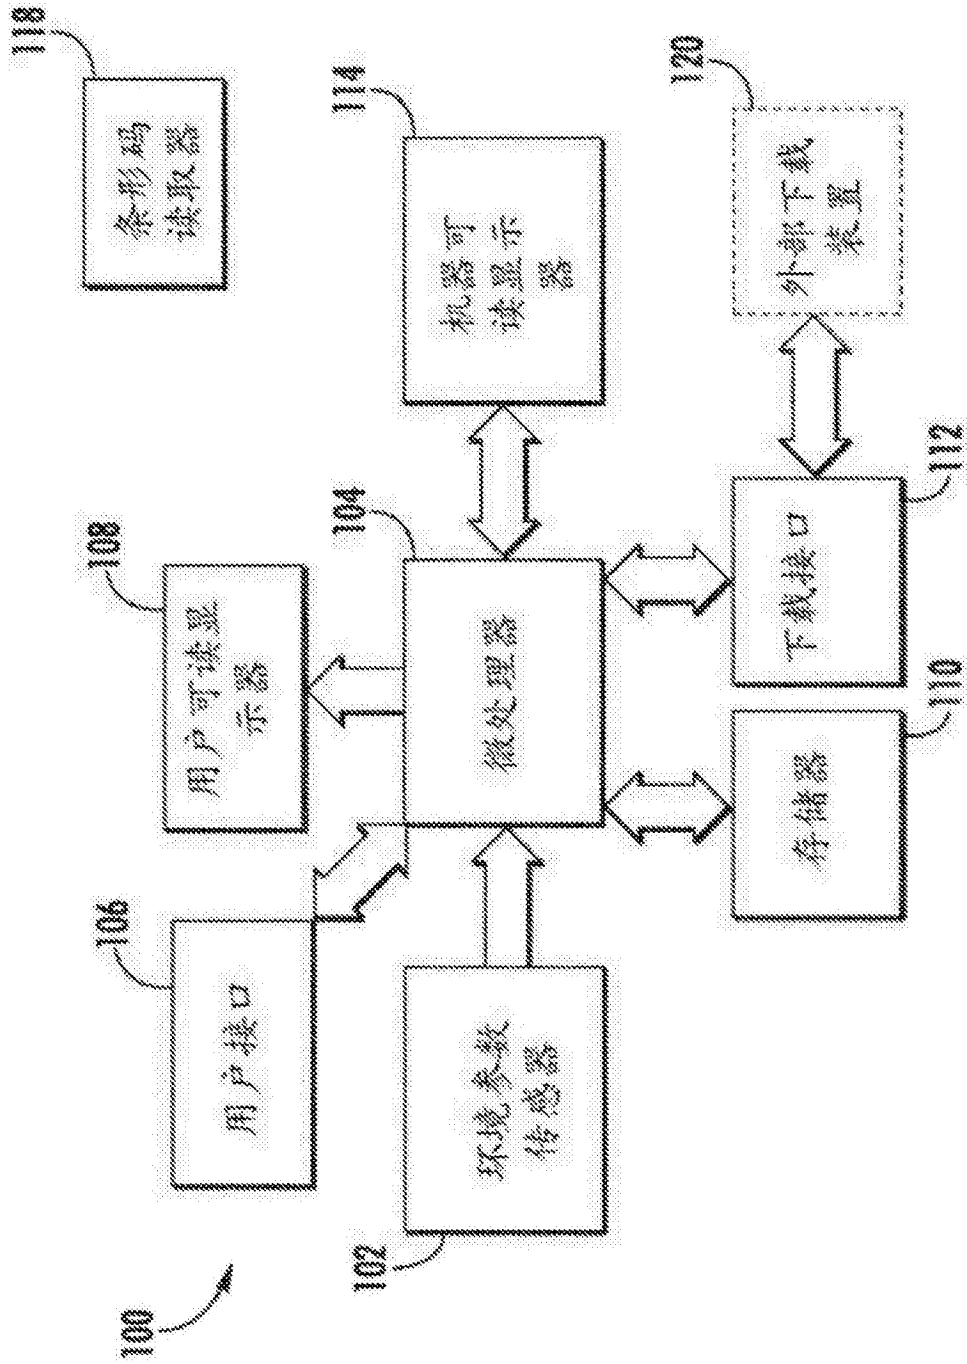 100
106
用户接口
108
用户可读显
示器
118
条形码
读取器
102
环境参数
传感器
104
微处理器
114
机器可
读显示
器
110
存储器
112
下载接口
120
外部下载
装置